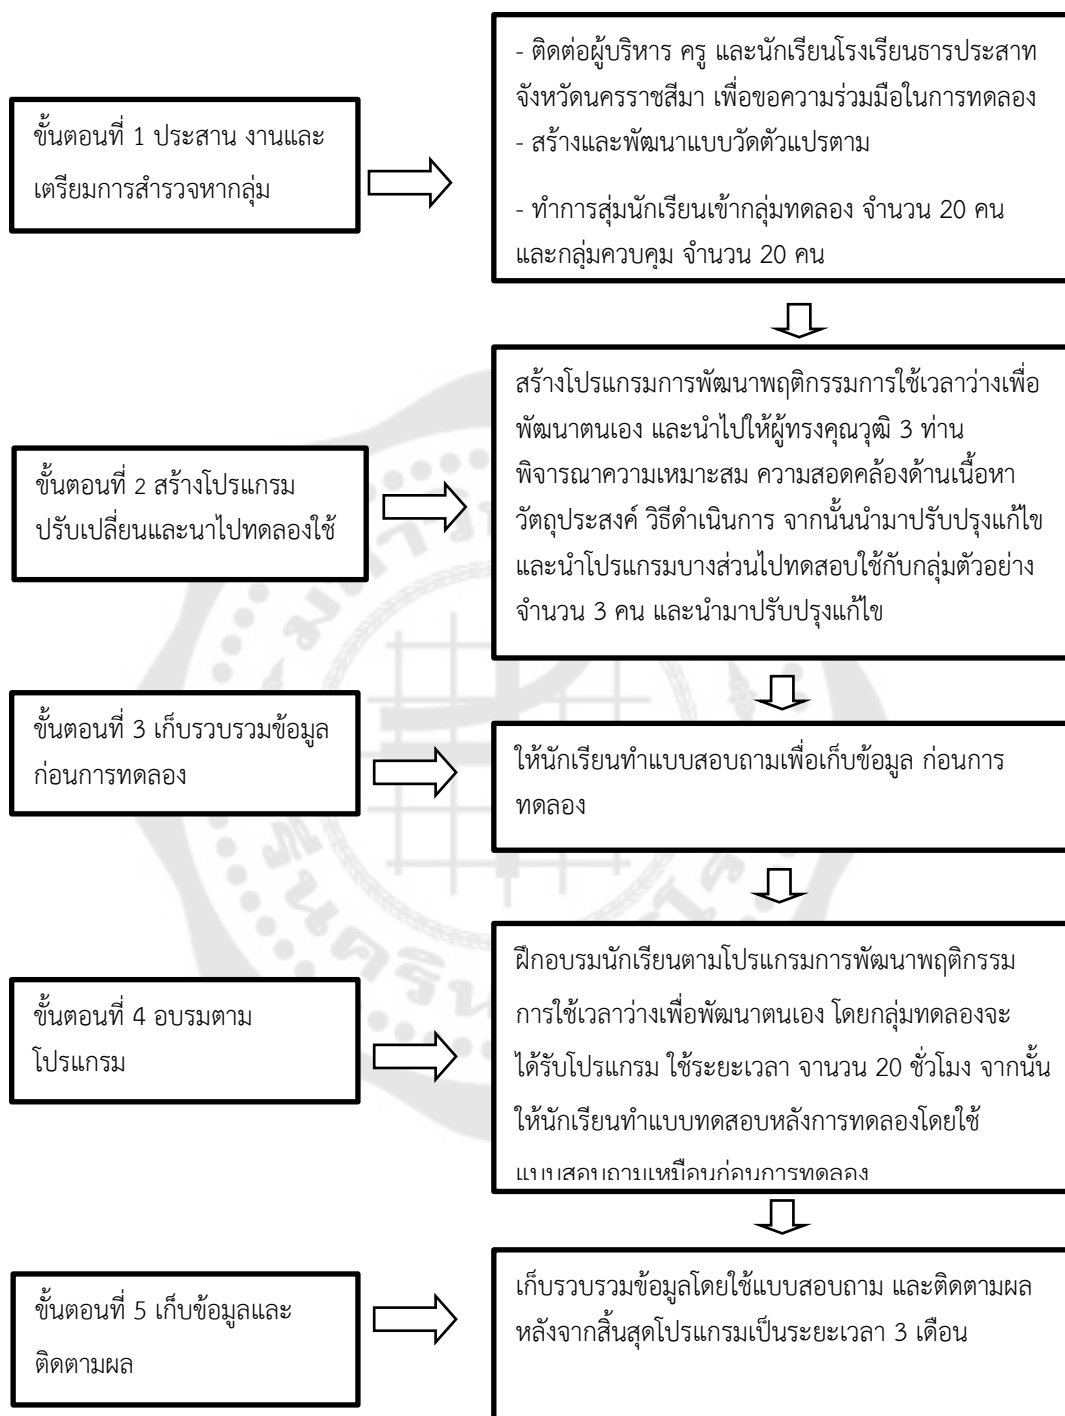 ขั้นตอนที่ 1 ประสาน งานและ
เตรียมการสำรวจหากลุ่ม
- ติดต่อผู้บริหาร ครู และนักเรียนโรงเรียนธารประสาท
จังหวัดนครราชสีมา เพื่อขอความร่วมมือในการทดลอง
- สร้างและพัฒนาแบบวัดตัวแปรตาม
- ทำการสุ่มนักเรียนเข้ากลุ่มทดลอง จำนวน 20 คน
และกลุ่มควบคุม จำนวน 20 คน
ขั้นตอนที่ 2 สร้างโปรแกรม
ปรับเปลี่ยนและนาไปทดลองใช้
สร้างโปรแกรมการพัฒนาพฤติกรรมการใช้เวลาว่างเพื่อ
พัฒนาตนเอง และนำไปให้ผู้ทรงคุณวุฒิ 3 ท่าน
พิจารณาความเหมาะสม ความสอดคล้องด้านเนื้อหา
วัตถุประสงค์ วิธีดำเนินการ จากนั้นนำมาปรับปรุงแก้ไข
และนำโปรแกรมบางส่วนไปทดสอบใช้กับกลุ่มตัวอย่าง
จำนวน 3 คน และนำมาปรับปรุงแก้ไข
ขั้นตอนที่ 3 เก็บรวบรวมข้อมูล
ก่อนการทดลอง
ให้นักเรียนทำแบบสอบถามเพื่อเก็บข้อมูล ก่อนการ
ทดลอง
ขั้นตอนที่ 4 อบรมตาม
โปรแกรม
ฝึกอบรมนักเรียนตามโปรแกรมการพัฒนาพฤติกรรม
การใช้เวลาว่างเพื่อพัฒนาตนเอง โดยกลุ่มทดลองจะ
ได้รับโปรแกรม ใช้ระยะเวลา จานวน 20 ชั่วโมง จากนั้น
ให้นักเรียนทำแบบทดสอบหลังการทดลองโดยใช้
แบบสอบถามเหมือนก่อนการทดลอง
ขั้นตอนที่ 5 เก็บข้อมูลและ
ติดตามผล
เก็บรวบรวมข้อมูลโดยใช้แบบสอบถาม และติดตามผล
หลังจากสิ้นสุดโปรแกรมเป็นระยะเวลา 3 เดือน